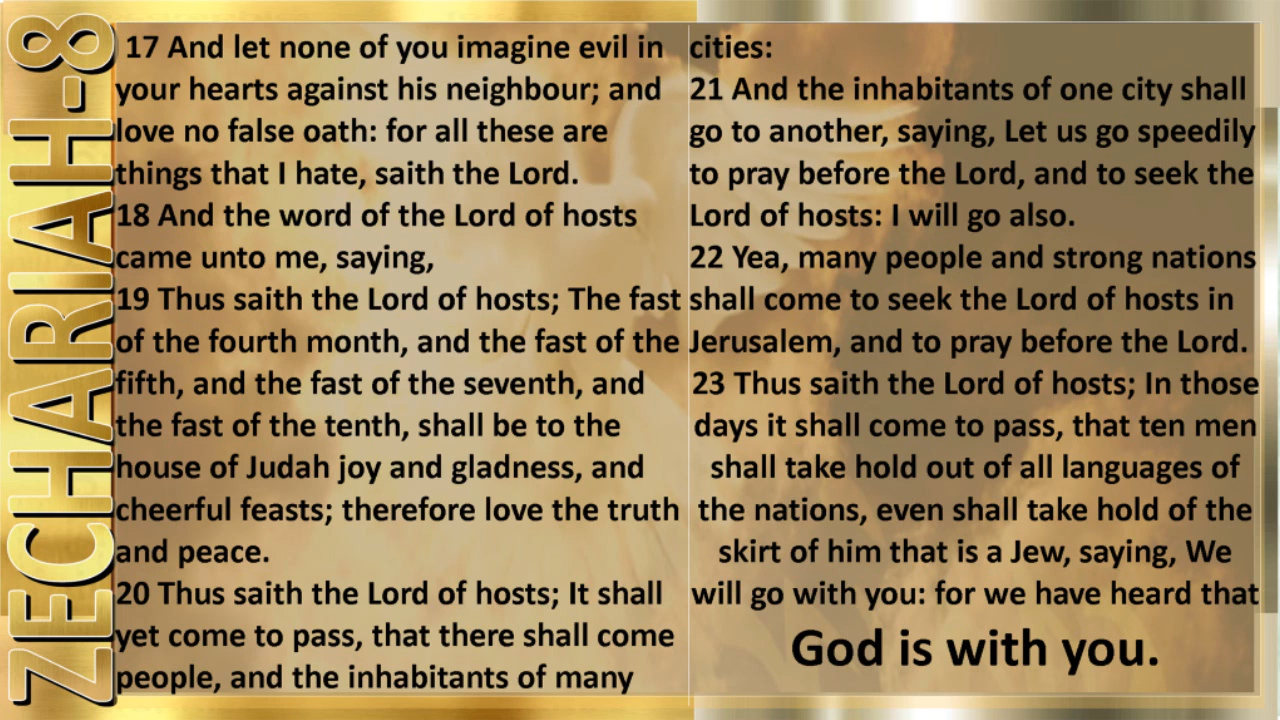 ZECHARIAH-8
17 And let none of you imagine evil in
your hearts against his neighbour; and
love no false oath: for all these are
things that I hate, saith the Lord.
18 And the word of the Lord of hosts
came unto me, saying,
19 Thus saith the Lord of hosts; The fast
of the fourth month, and the fast of the
fifth, and the fast of the seventh, and
the fast of the tenth, shall be to the
house of Judah joy and gladness, and
cheerful feasts; therefore love the truth
and peace.
20 Thus saith the Lord of hosts; It shall
yet come to pass, that there shall come
people, and the inhabitants of many
cities:
21 And the inhabitants of one city shall
go to another, saying, Let us go speedily
to pray before the Lord, and to seek the
Lord of hosts: I will go also.
22 Yea, many people and strong nations
shall come to seek the Lord of hosts in
Jerusalem, and to pray before the Lord.
23 Thus saith the Lord of hosts; In those
days it shall come to pass, that ten men
shall take hold out of all languages of
the nations, even shall take hold of the
skirt of him that is a Jew, saying, We
will go with you: for we have heard that
God is with you.